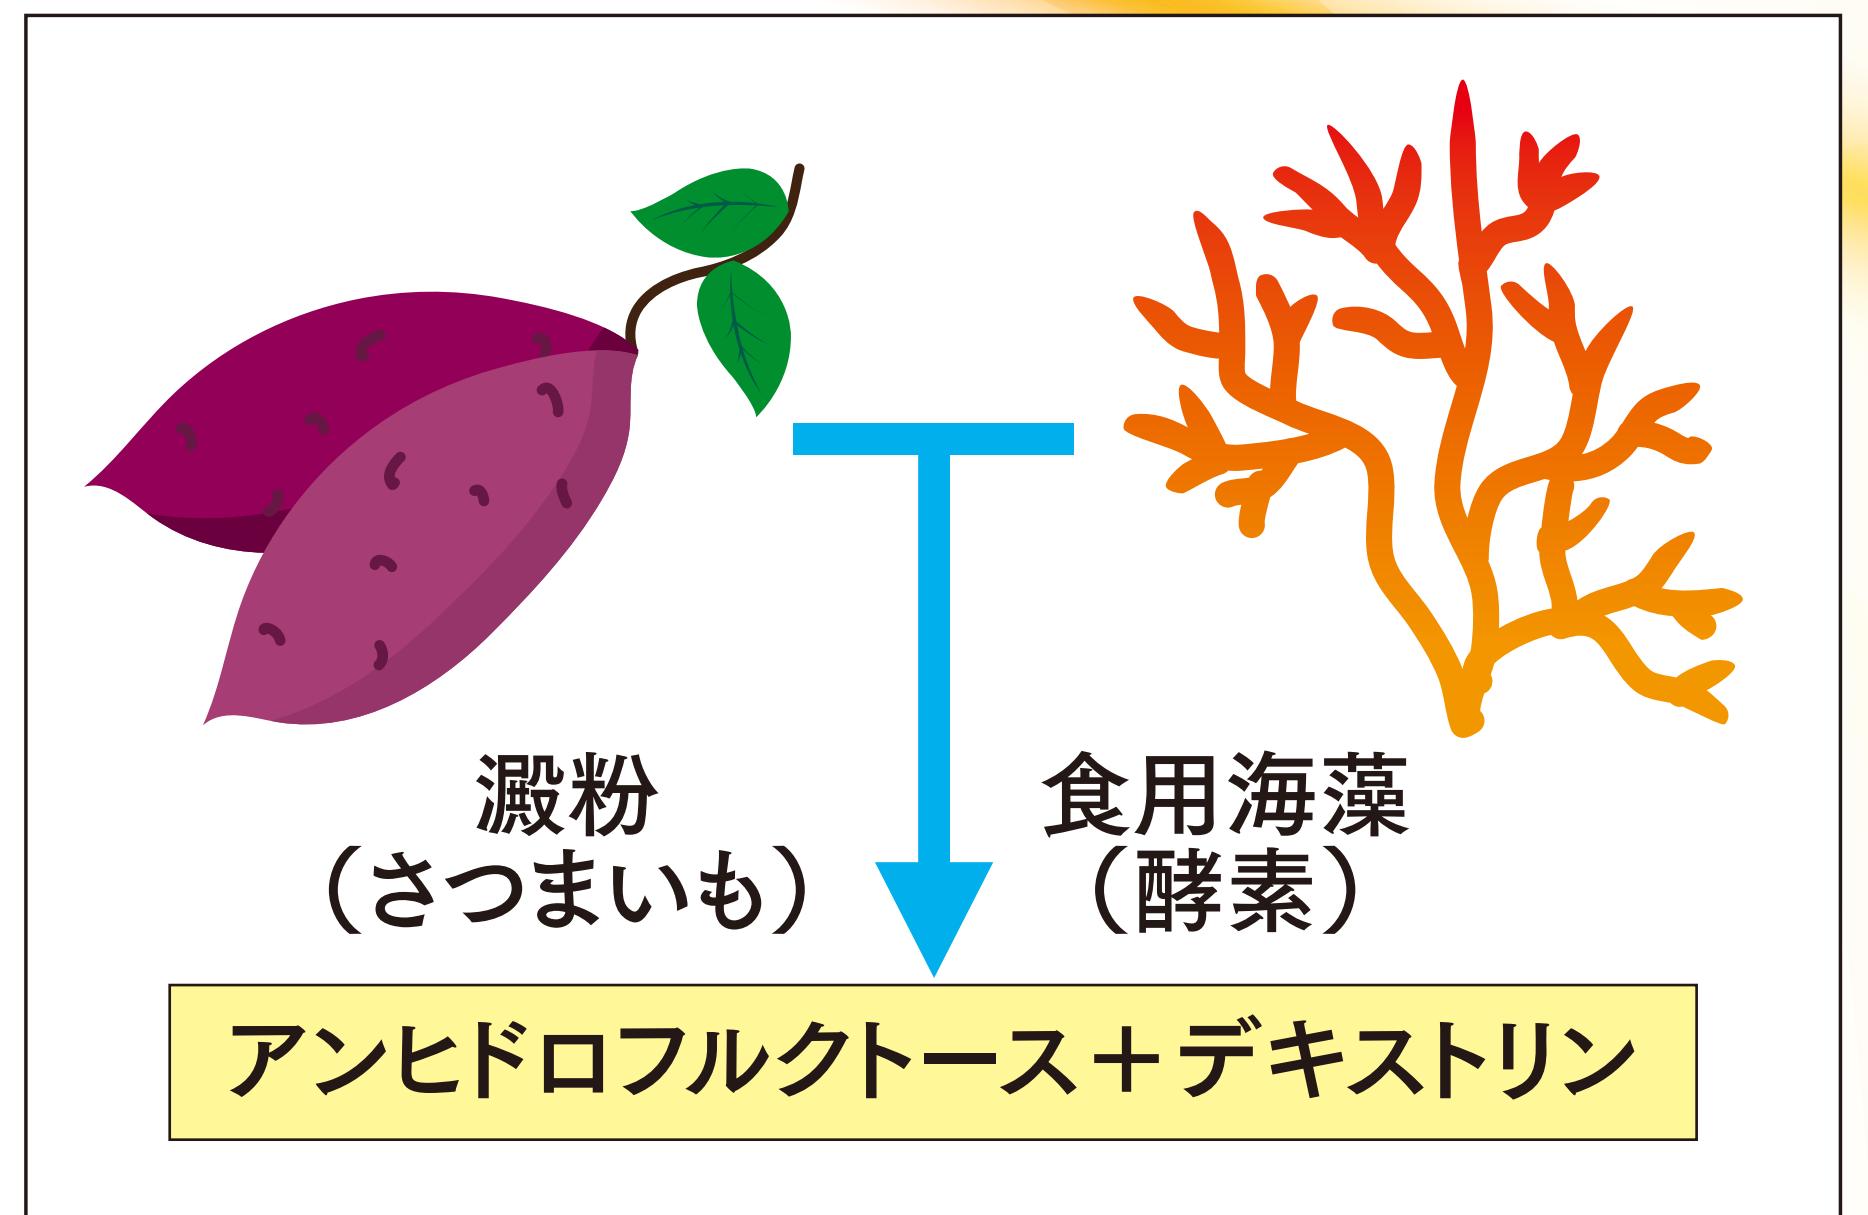 澱粉
（さつまいも）
食用海藻
（酵素）
アンヒドロフルクトース＋デキストリン